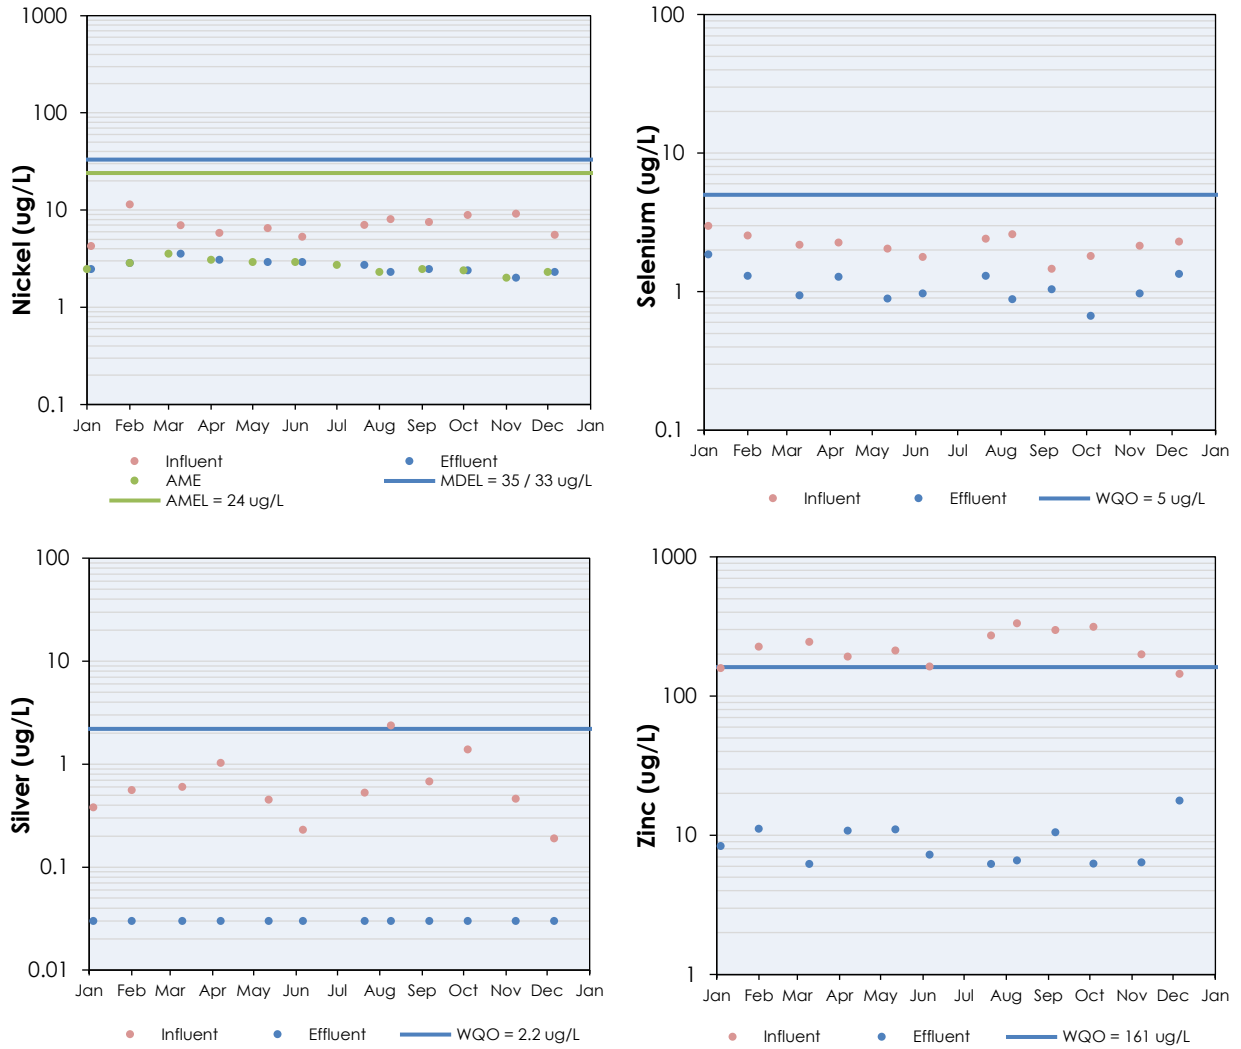 1000
100
10
1
0.1
Nickel (ug/L)
Jan Feb Mar Apr May Jun Jul Aug Sep Oct Nov Dec Jan
Influent Effluent
AME MDEL = 35 / 33 ug/L
AMEL = 24 ug/L
100
10
1
0.1
Selenium (ug/L)
Jan Feb Mar Apr May Jun Jul Aug Sep Oct Nov Dec Jan
Influent Effluent WQO = 5 ug/L
100
10
1
0.1
0.01
Silver (ug/L)
Jan Feb Mar Apr May Jun Jul Aug Sep Oct Nov Dec Jan
Influent Effluent WQO = 2.2 ug/L
1000
100
10
1
Zinc (ug/L)
Jan Feb Mar Apr May Jun Jul Aug Sep Oct Nov Dec Jan
Influent Effluent WQO = 161 ug/L